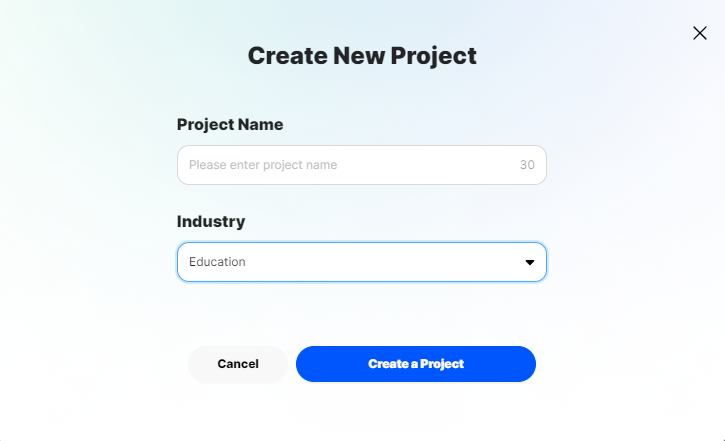 Create New Project
Project Name
Please enter project name 30
Industry
Education
Cancel Create a Project